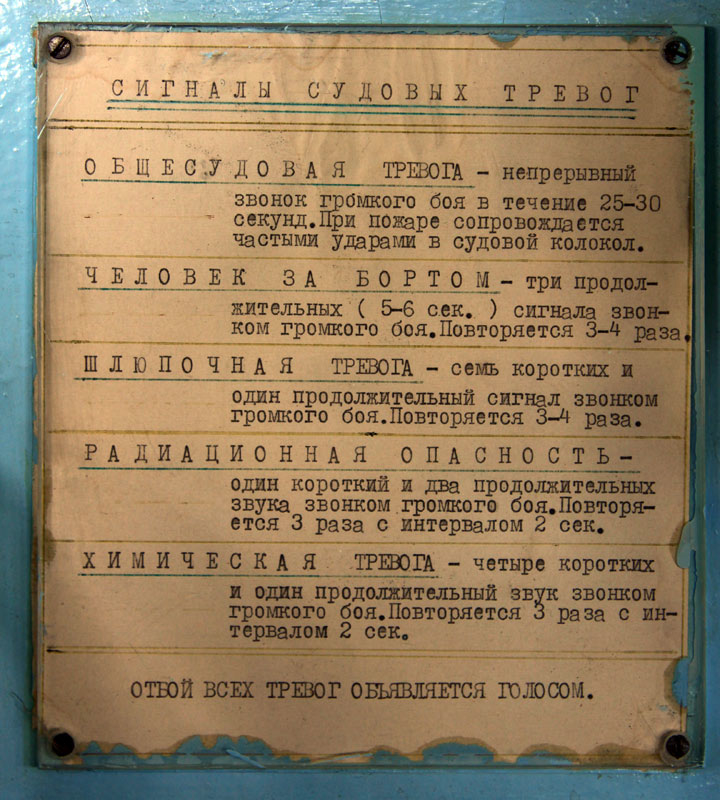 СИГНАЛЫ СУДОВЫХ ТРЕВОГ
ОБЩЕСУДОВАЯ ТРЕВОГА - непрерывный
звонок громкого боя в течение 25-30
секунд.При пожаре сопровождается
частыми ударами в судовой колокол.
ЧЕЛОВЕК ЗА БОРТОМ - три продол-
жительных ( 5-6 сек. ) сигнала звон-
ком громкого боя.Повторяется 3-4 раза.
ШЛЮПОЧНАЯ ТРЕВОГА - семь коротких и
один продолжительный сигнал звонком
громкого боя.Повторяется 3-4 раза.
РАДИАЦИОННАЯ ОПАСНОСТЬ-
один короткий и два продолжительных
звука звонком громкого боя.Повторя-
ется 3 раза с интервалом 2 сек.
ХИМИЧЕСКАЯ ТРЕВОГА - четыре коротких
и один продолжительный звук звонком
громкого боя.Повторяется 3 раза с ин-
тервалом 2 сек.
ОТБОЙ ВСЕХ ТРЕВОГ ОБЪЯВЛЯЕТСЯ ГОЛОСОМ.